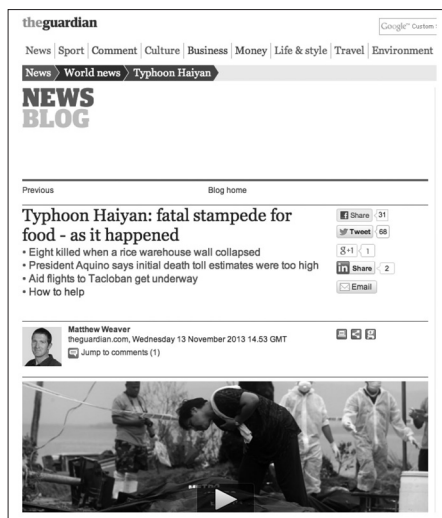 theguardian
Google™ Custom
News Sport Comment Culture Business Money Life & style Travel Environment
News World news Typhoon Haiyan
NEWS
BLOG
Previous Blog home
Typhoon Haiyan: fatal stampede for
food - as it happened
▪ Eight killed when a rice warehouse wall collapsed
▪ President Aquino says initial death toll estimates were too high
▪ Aid flights to Tacloban get underway
▪ How to help
Share 31
Tweet 68
g+1 1
in Share 2
Email
Matthew Weaver
theguardian.com, Wednesday 13 November 2013 14.53 GMT
Jump to comments (1)